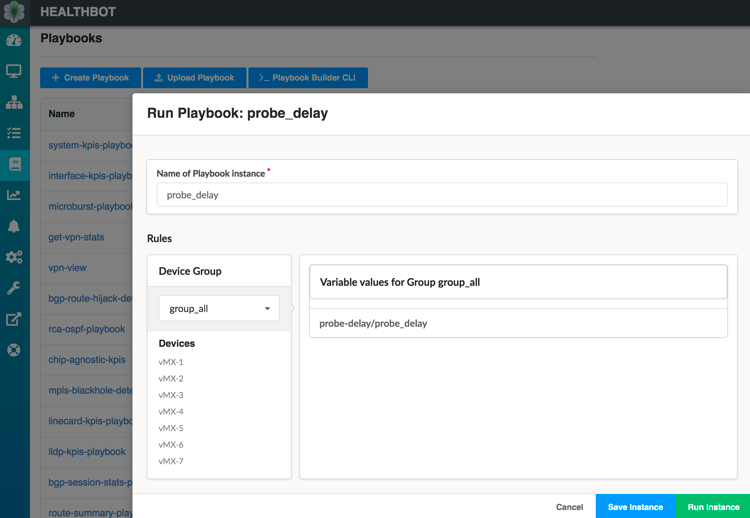 HEALTHBOT
Playbooks
+ Create Playbook
Upload Playbook
>_ Playbook Builder CLI
Name
system-kpis-playboo
interface-kpis-playbo
microburst-playbook
get-vpn-stats
vpn-view
bgp-route-hijack-de
rca-ospf-playbook
chip-agnostic-kpis
mpls-blackhole-dete
linecard-kpis-playbo
lldp-kpis-playbook
bgp-session-stats-p
route-summary-play
Run Playbook: probe_delay
Name of Playbook instance *
probe_delay
Rules
Device Group
group_all
Devices
vMX-1
vMX-2
vMX-3
vMX-4
vMX-5
vMX-6
vMX-7
Variable values for Group group_all
probe-delay/probe_delay
Cancel
Save Instance
Run Instance